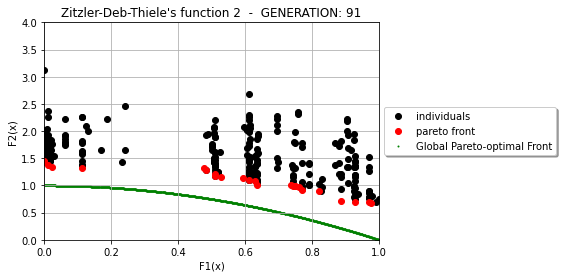 Zitzler-Deb-Thiele's function 2 - GENERATION: 91
4.0
3.5
3.0
2.5
2.0
1.5
1.0
0.5
0.0
F2(x)
0.0 0.2 0.4 0.6 0.8 1.0
F1(x)
individuals
pareto front
Global Pareto-optimal Front